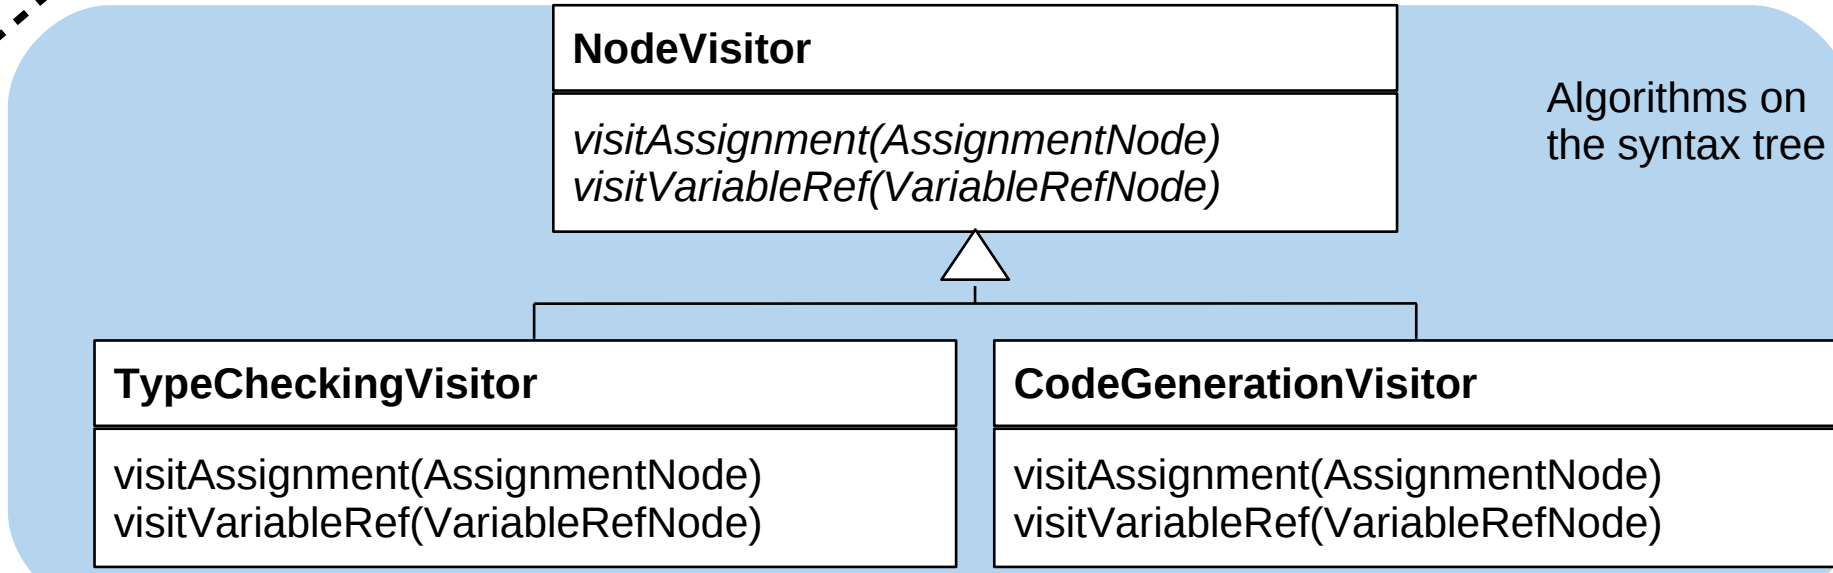 NodeVisitor
visitAssignment(AssignmentNode)
visitVariableRef(VariableRefNode)
Algorithms on
the syntax tree
TypeCheckingVisitor
visitAssignment(AssignmentNode)
visitVariableRef(VariableRefNode)
CodeGenerationVisitor
visitAssignment(AssignmentNode)
visitVariableRef(VariableRefNode)